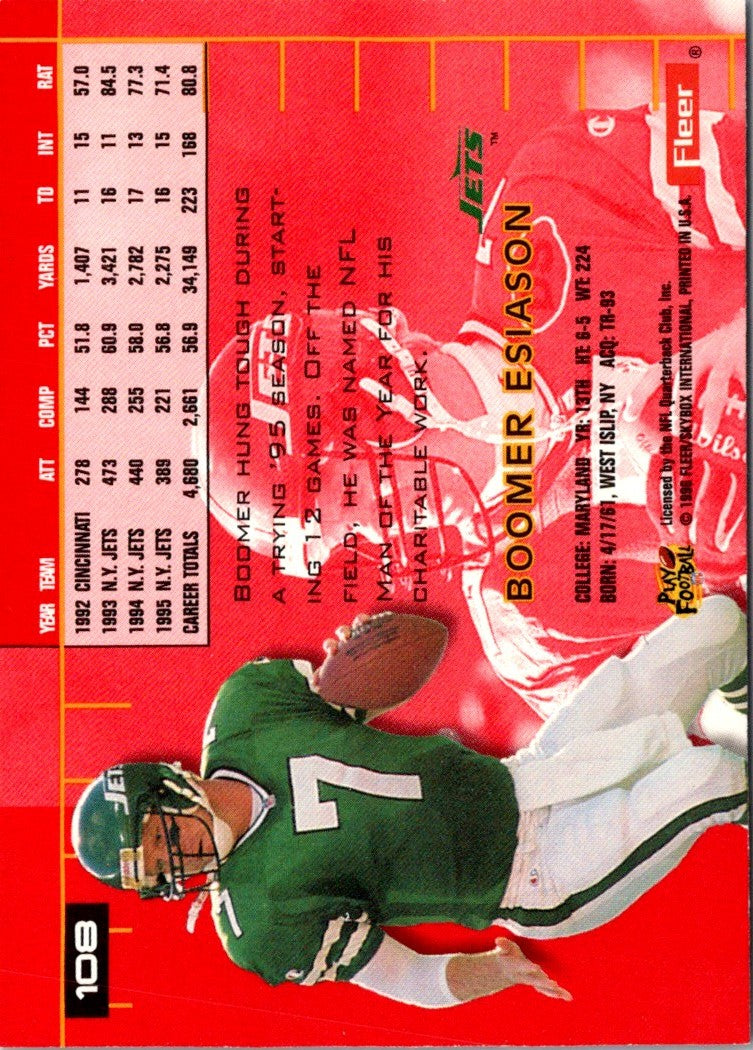 108
YEAR TEAM ATT COMP PCT YARDS TD INT RAT
1992 CINCINNATI 278 144 51.8 1,407 11 15 57.0
1993 N.Y. JETS 473 288 60.9 3,421 16 11 84.5
1994 N.Y. JETS 440 255 58.0 2,782 17 13 77.3
1995 N.Y. JETS 389 221 56.8 2,275 16 15 71.4
CAREER TOTALS 4,680 2,661 56.9 34,149 223 168 80.8
BOOMER HUNG TOUGH DURING
A TRYING '95 SEASON, START-
ING 12 GAMES. OFF THE
FIELD, HE WAS NAMED NFL
MAN OF THE YEAR FOR HIS
CHARITABLE WORK.
JETS™
BOOMER ESIASON
COLLEGE: MARYLAND YR: 13TH HT: 6-5 WT: 224
BORN: 4/17/61, WEST ISLIP, NY ACQ: TR-93
PLAY FOOTBALL
Licensed by the NFL Quarterback Club, Inc.
© 1996 FLEER/SKYBOX INTERNATIONAL, PRINTED IN U.S.A.
Fleer®
JETS
7
JETS